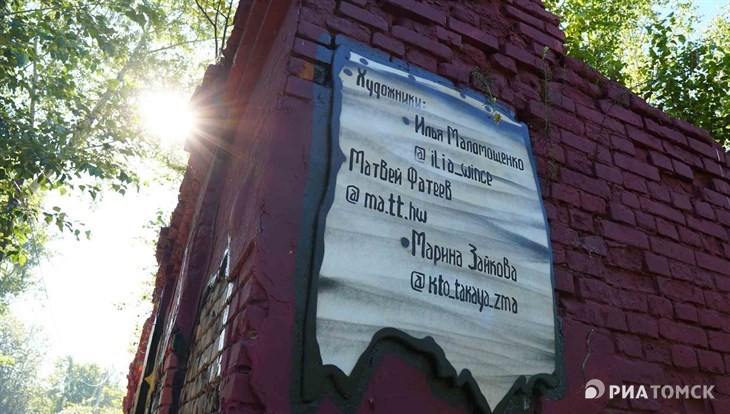 Художники:
Илья Маломощенко
@ilia_wince
Матвей Фатеев
@ma.tt.hw
Марина Зайкова
@kto_takaya_zma
РИАТОМСК